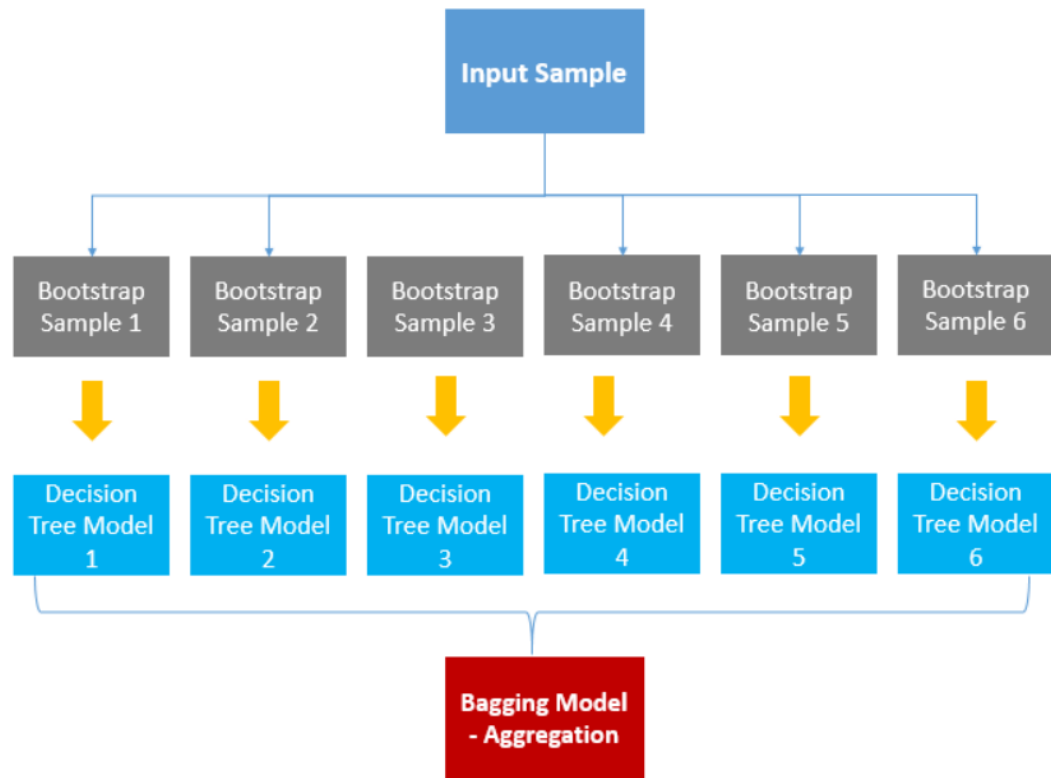 Input Sample
Bootstrap
Sample 1
Bootstrap
Sample 2
Bootstrap
Sample 3
Bootstrap
Sample 4
Bootstrap
Sample 5
Bootstrap
Sample 6
Decision
Tree Model
1
Decision
Tree Model
2
Decision
Tree Model
3
Decision
Tree Model
4
Decision
Tree Model
5
Decision
Tree Model
6
Bagging Model
- Aggregation